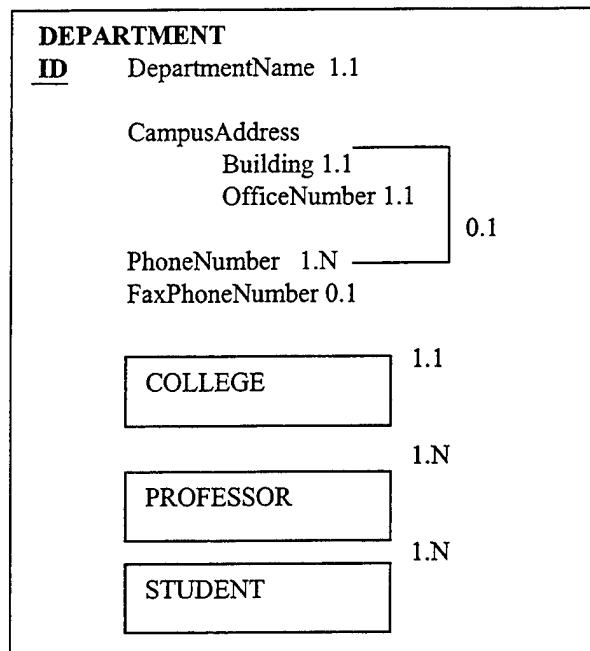 DEPARTMENT
ID DepartmentName 1.1
CampusAddress
Building 1.1
OfficeNumber 1.1
0.1
PhoneNumber 1.N
FaxPhoneNumber 0.1
1.1
COLLEGE
1.N
PROFESSOR
1.N
STUDENT